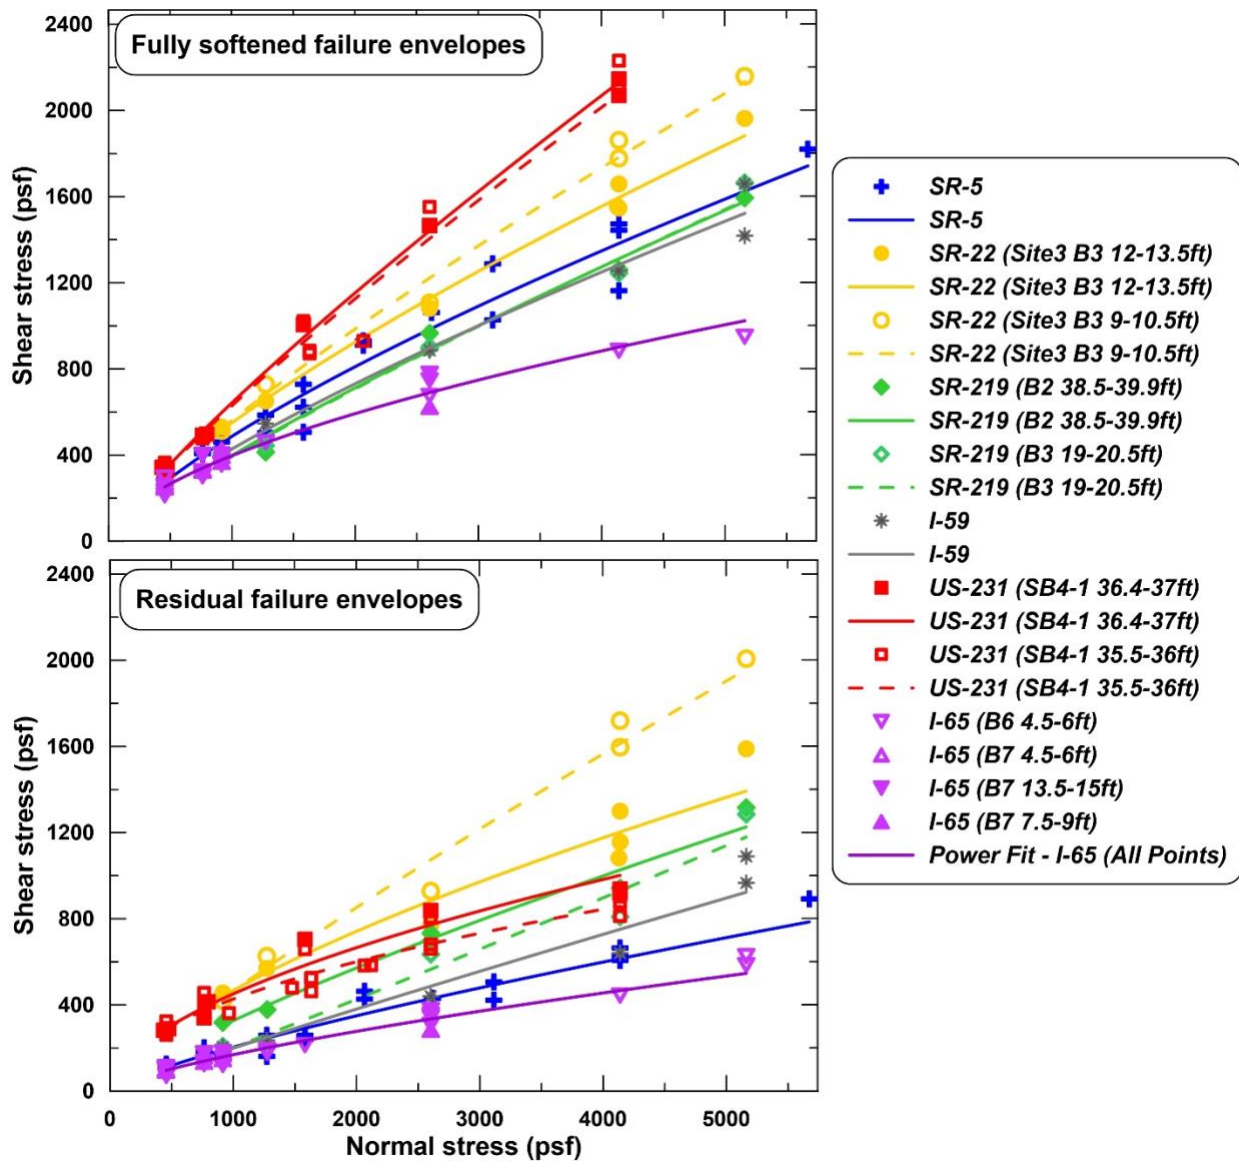 Fully softened failure envelopes
2400
2000
1600
1200
800
400
0
Shear stress (psf)
Residual failure envelopes
2400
2000
1600
1200
800
400
0
Shear stress (psf)
0 1000 2000 3000 4000 5000
Normal stress (psf)
SR-5
SR-5
SR-22 (Site3 B3 12-13.5ft)
SR-22 (Site3 B3 12-13.5ft)
SR-22 (Site3 B3 9-10.5ft)
SR-22 (Site3 B3 9-10.5ft)
SR-219 (B2 38.5-39.9ft)
SR-219 (B2 38.5-39.9ft)
SR-219 (B3 19-20.5ft)
SR-219 (B3 19-20.5ft)
I-59
I-59
US-231 (SB4-1 36.4-37ft)
US-231 (SB4-1 36.4-37ft)
US-231 (SB4-1 35.5-36ft)
US-231 (SB4-1 35.5-36ft)
I-65 (B6 4.5-6ft)
I-65 (B7 4.5-6ft)
I-65 (B7 13.5-15ft)
I-65 (B7 7.5-9ft)
Power Fit - I-65 (All Points)